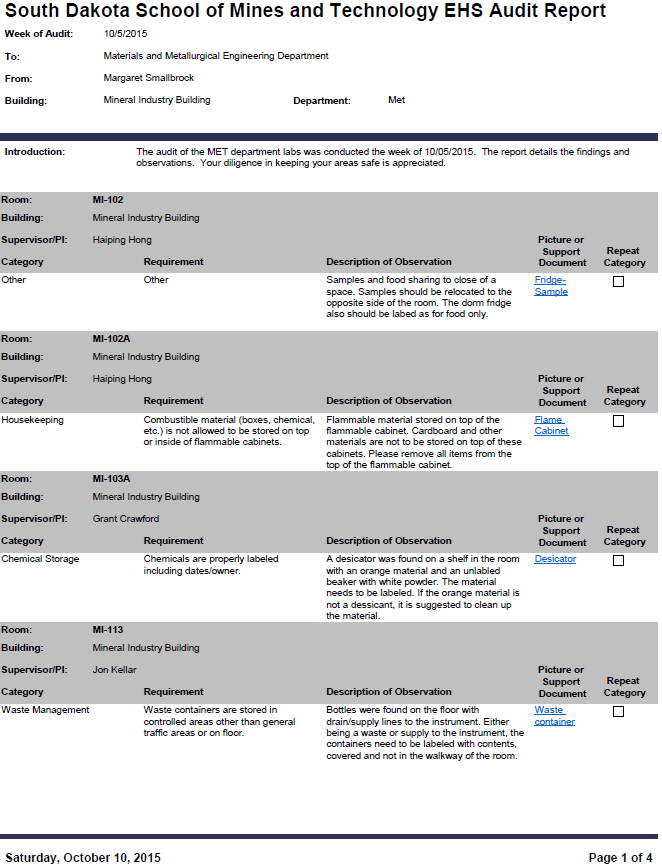 South Dakota School of Mines and Technology EHS Audit Report
Week of Audit: 10/5/2015
To: Materials and Metallurgical Engineering Department
From: Margaret Smallbrock
Building: Mineral Industry Building Department: Met
Introduction: The audit of the MET department labs was conducted the week of 10/05/2015. The report details the findings and
observations. Your diligence in keeping your areas safe is appreciated.
Room: MI-102
Building: Mineral Industry Building
Supervisor/PI: Haiping Hong
Category Requirement Description of Observation Picture or Support Document Repeat Category
Other Other Samples and food sharing to close of a
space. Samples should be relocated to the
opposite side of the room. The dorm fridge
also should be labed as for food only.
Fridge-
Sample
Room: MI-102A
Building: Mineral Industry Building
Supervisor/PI: Haiping Hong
Category Requirement Description of Observation Picture or Support Document Repeat Category
Housekeeping
Combustible material (boxes, chemical,
etc.) is not allowed to be stored on top
or inside of flammable cabinets.
Flammable material stored on top of the
flammable cabinet. Cardboard and other
materials are not to be stored on top of these
cabinets. Please remove all items from the
top of the flammable cabinet.
Flame
Cabinet
Room: MI-103A
Building: Mineral Industry Building
Supervisor/PI: Grant Crawford
Category Requirement Description of Observation Picture or Support Document Repeat Category
Chemical Storage
Chemicals are properly labeled
including dates/owner.
A desicator was found on a shelf in the room
with an orange material and an unlabled
beaker with white powder. The material
needs to be labeled. If the orange material is
not a dessicant, it is suggested to clean up
the material.
Desicator
Room: MI-113
Building: Mineral Industry Building
Supervisor/PI: Jon Kellar
Category Requirement Description of Observation Picture or Support Document Repeat Category
Waste Management
Waste containers are stored in
controlled areas other than general
traffic areas or on floor.
Bottles were found on the floor with
drain/supply lines to the instrument. Either
being a waste or supply to the instrument, the
containers need to be labeled with contents,
covered and not in the walkway of the room.
Waste
container
Saturday, October 10, 2015 Page 1 of 4